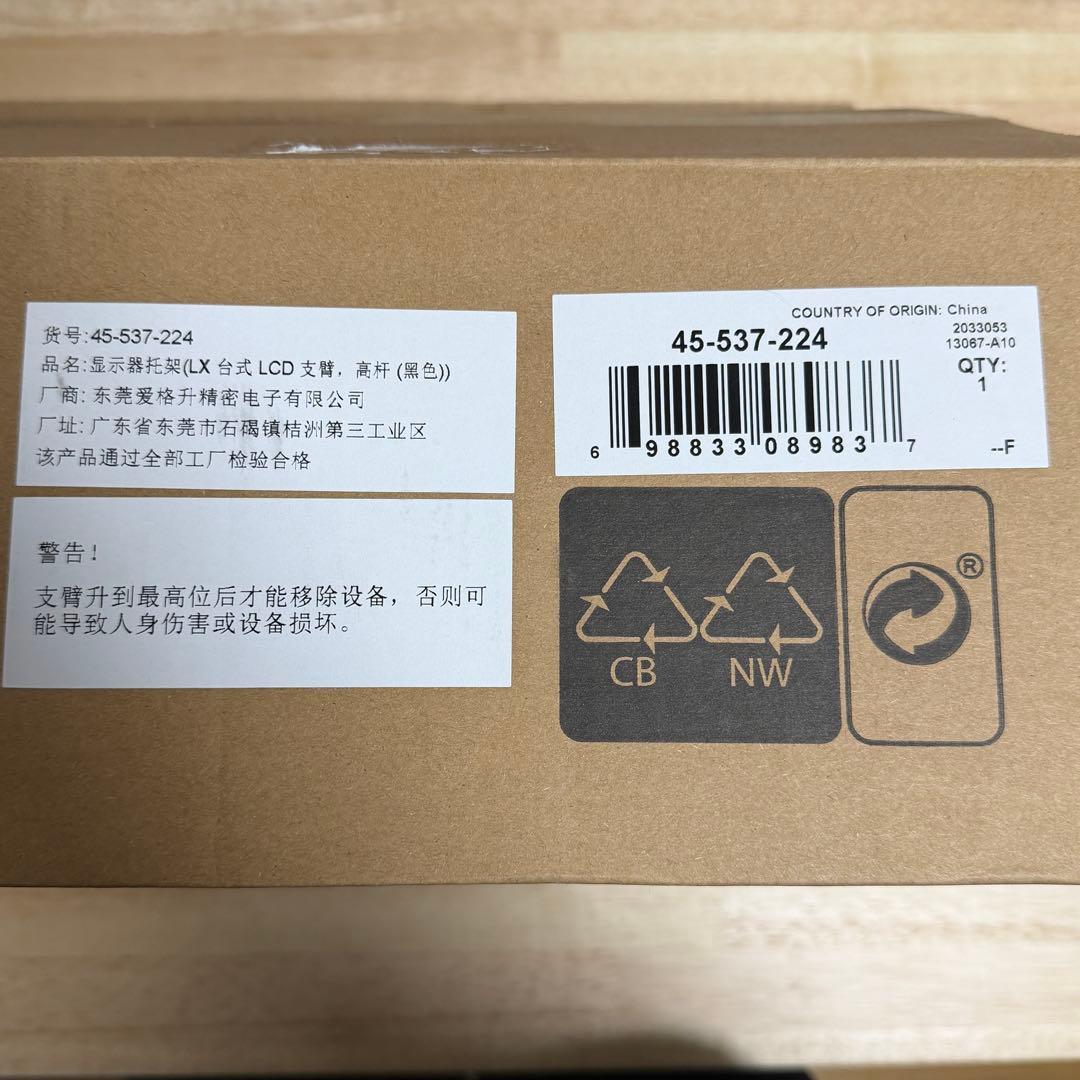 货号:45-537-224
品名:显示器托架(LX 台式 LCD 支臂，高杆 (黑色))
厂商: 东莞爱格升精密电子有限公司
厂址: 广东省东莞市石碣镇桔洲第三工业区
该产品通过全部工厂检验合格
警告!
支臂升到最高位后才能移除设备，否则可
能导致人身伤害或设备损坏。
COUNTRY OF ORIGIN: China
45-537-224
2033053
13067-A10
QTY:
1
6 98833 08983 7
--F
CB
NW
®